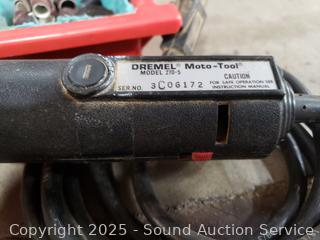 DREMEL® Moto-Tool®
MODEL 270-5
CAUTION
SER. NO. 3C06172
FOR SAFE OPERATION SEE
INSTRUCTION MANUAL
Copyright 2025 - Sound Auction Service